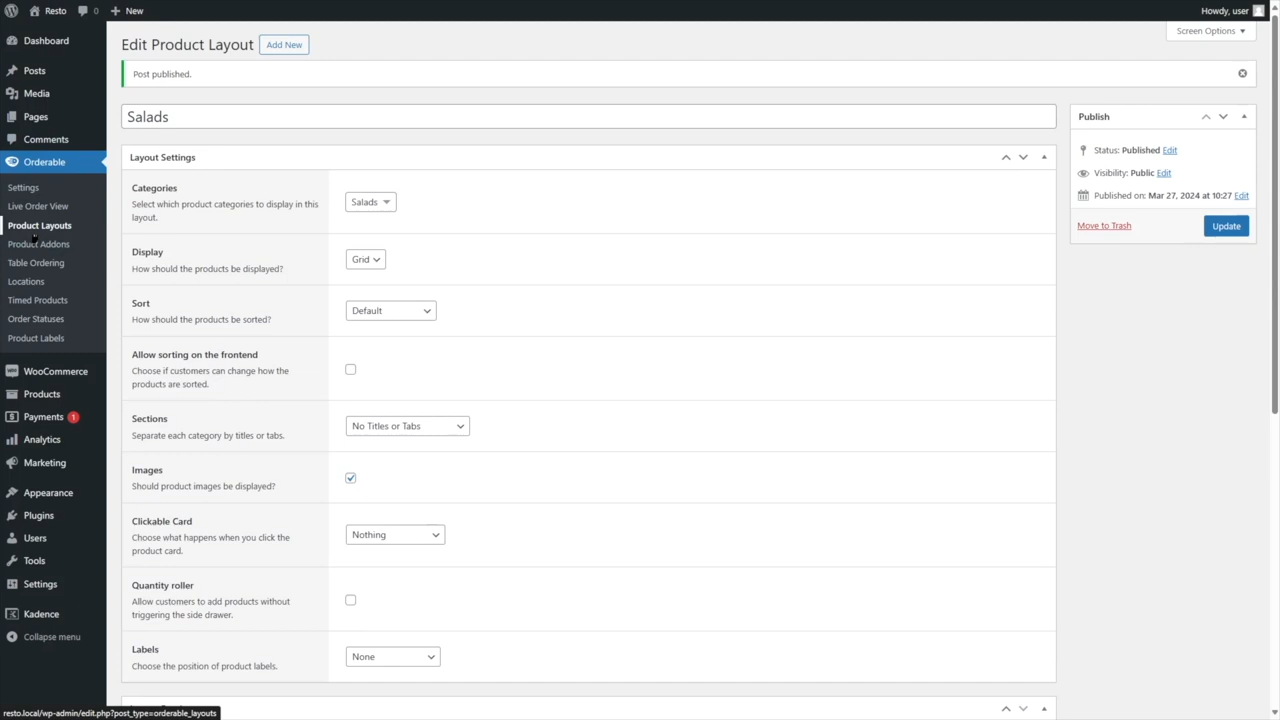 Resto
0
New
Howdy, user
Screen Options
Dashboard
Posts
Media
Pages
Comments
Orderable
Settings
Live Order View
Product Layouts
Product Addons
Table Ordering
Locations
Timed Products
Order Statuses
Product Labels
WooCommerce
Products
Payments 1
Analytics
Marketing
Appearance
Plugins
Users
Tools
Settings
Kadence
Collapse menu
Edit Product Layout
Add New
Post published.
Salads
Layout Settings
Categories
Select which product categories to display in this
layout.
Salads
Display
How should the products be displayed?
Grid
Sort
How should the products be sorted?
Default
Allow sorting on the frontend
Choose if customers can change how the
products are sorted.
Sections
Separate each category by titles or tabs.
No Titles or Tabs
Images
Should product images be displayed?
Clickable Card
Choose what happens when you click the
product card.
Nothing
Quantity roller
Allow customers to add products without
triggering the side drawer.
Labels
Choose the position of product labels.
None
Publish
Status: Published Edit
Visibility: Public Edit
Published on: Mar 27, 2024 at 10:27 Edit
Move to Trash
Update
resto.local/wp-admin/edit.php?post_type=orderable_layouts